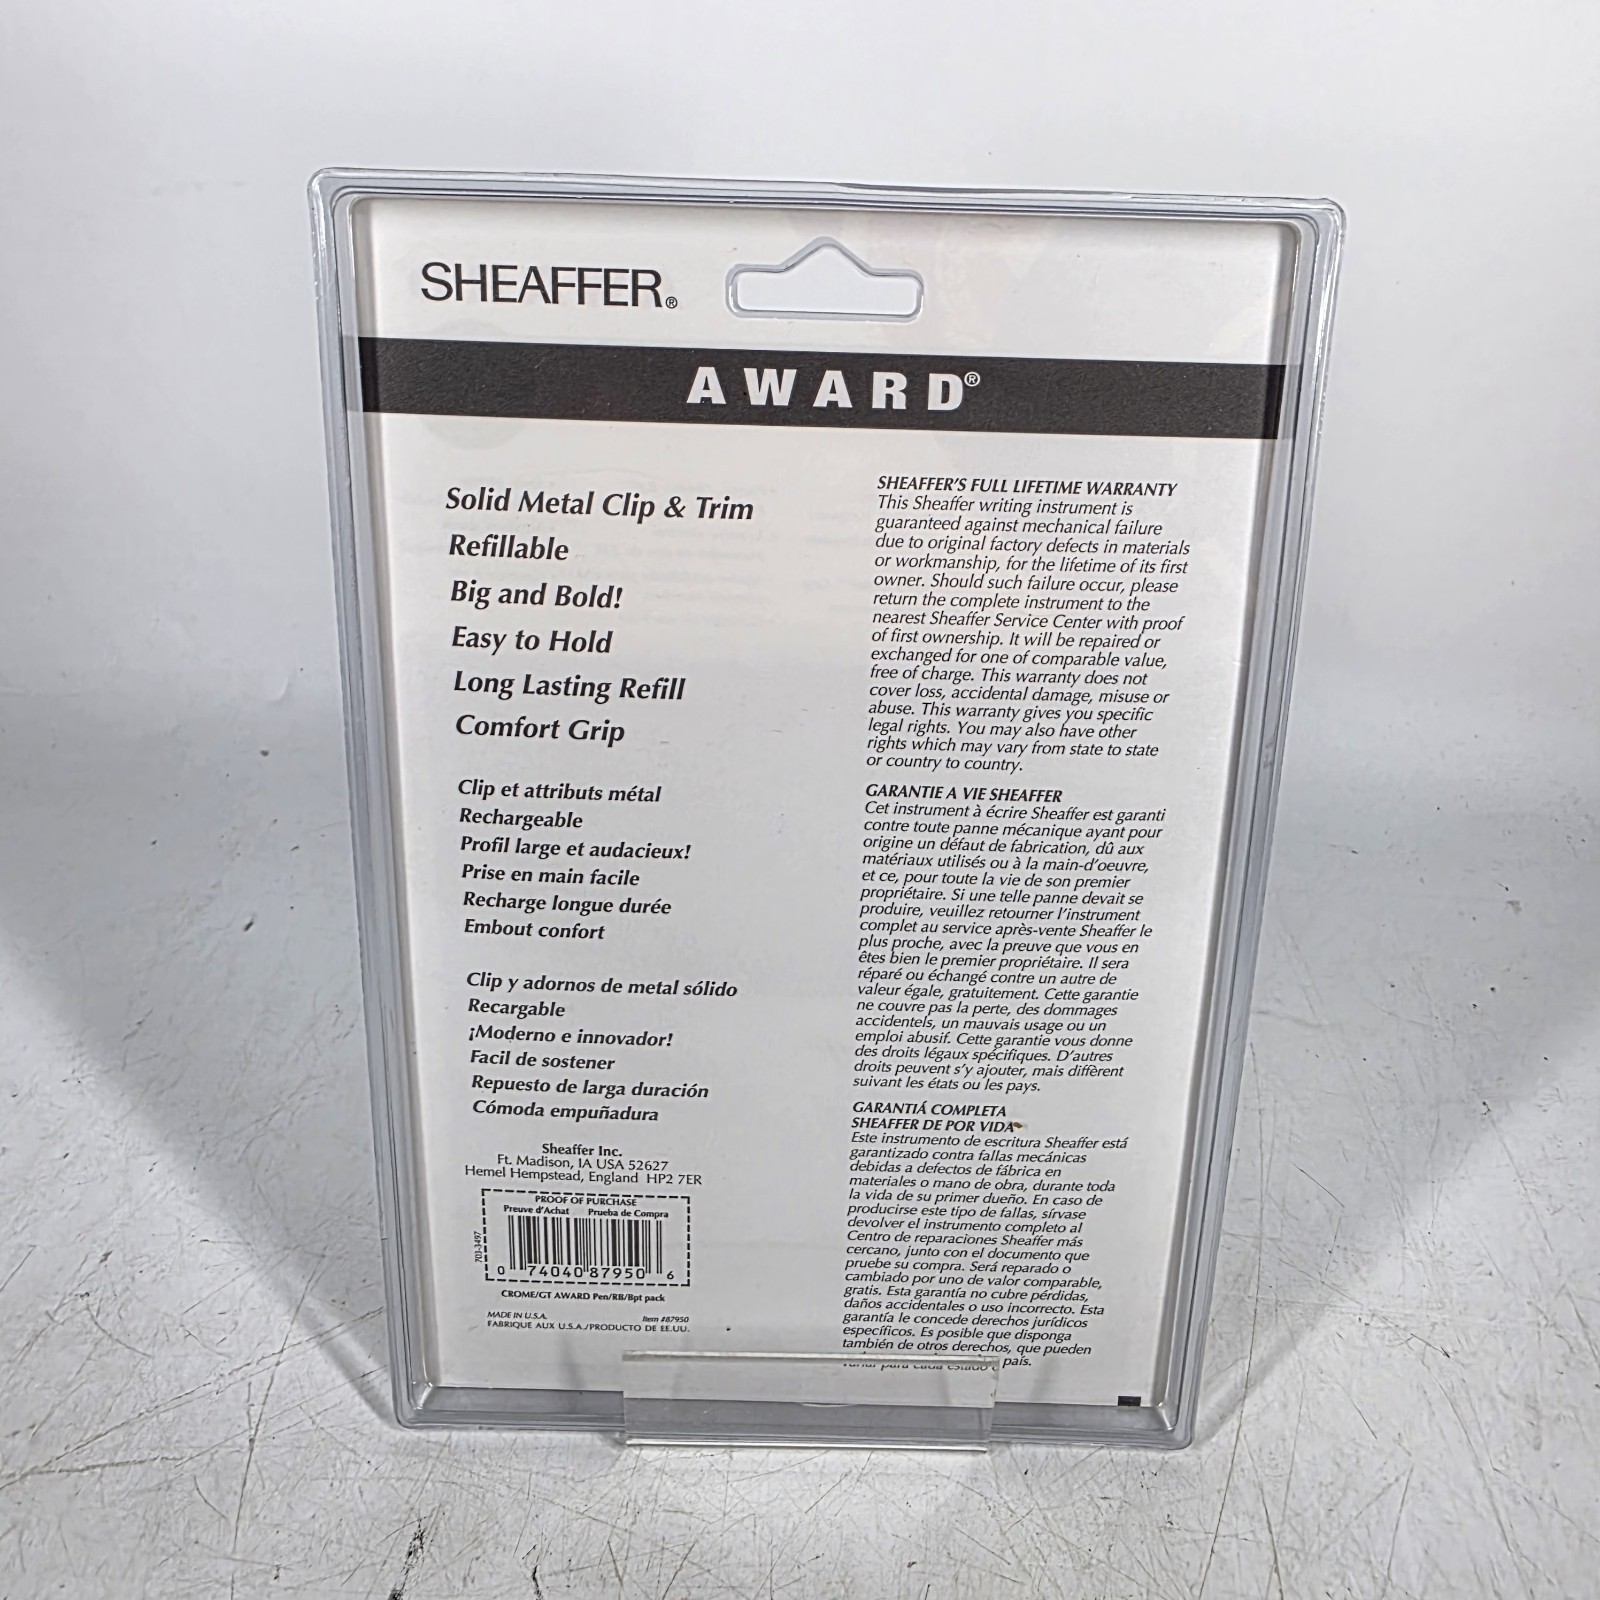 SHEAFFER®
AWARD®
Solid Metal Clip & Trim
Refillable
Big and Bold!
Easy to Hold
Long Lasting Refill
Comfort Grip
Clip et attributs métal
Rechargeable
Profil large et audacieux!
Prise en main facile
Recharge longue durée
Embout confort
Clip y adornos de metal sólido
Recargable
¡Moderno e innovador!
Facil de sostener
Repuesto de larga duración
Cómoda empuñadura
Sheaffer Inc.
Ft. Madison, IA USA 52627
Hemel Hempstead, England HP2 7ER
PROOF OF PURCHASE
Preuve d'Achat Prueba de Compra
703-3497
0 74040 87950 6
CROME/GT AWARD Pen/RB/Bpt pack
MADE IN U.S.A. Item #87950
FABRIQUE AUX U.S.A./PRODUCTO DE EE.UU.
SHEAFFER'S FULL LIFETIME WARRANTY
This Sheaffer writing instrument is
guaranteed against mechanical failure
due to original factory defects in materials
or workmanship, for the lifetime of its first
owner. Should such failure occur, please
return the complete instrument to the
nearest Sheaffer Service Center with proof
of first ownership. It will be repaired or
exchanged for one of comparable value,
free of charge. This warranty does not
cover loss, accidental damage, misuse or
abuse. This warranty gives you specific
legal rights. You may also have other
rights which may vary from state to state
or country to country.
GARANTIE A VIE SHEAFFER
Cet instrument à écrire Sheaffer est garanti
contre toute panne mécanique ayant pour
origine un défaut de fabrication, dû aux
matériaux utilisés ou à la main-d'oeuvre,
et ce, pour toute la vie de son premier
propriétaire. Si une telle panne devait se
produire, veuillez retourner l'instrument
complet au service après-vente Sheaffer le
plus proche, avec la preuve que vous en
êtes bien le premier propriétaire. Il sera
réparé ou échangé contre un autre de
valeur égale, gratuitement. Cette garantie
ne couvre pas la perte, des dommages
accidentels, un mauvais usage ou un
emploi abusif. Cette garantie vous donne
des droits légaux spécifiques. D'autres
droits peuvent s'y ajouter, mais diffèrent
suivant les états ou les pays.
GARANTIÁ COMPLETA
SHEAFFER DE POR VIDA
Este instrumento de escritura Sheaffer está
garantizado contra fallas mecánicas
debidas a defectos de fábrica en
materiales o mano de obra, durante toda
la vida de su primer dueño. En caso de
producirse este tipo de fallas, sírvase
devolver el instrumento completo al
Centro de reparaciones Sheaffer más
cercano, junto con el documento que
pruebe su compra. Será reparado o
cambiado por uno de valor comparable,
gratis. Esta garantía no cubre pérdidas,
daños accidentales o uso incorrecto. Esta
garantía le concede derechos jurídicos
específicos. Es posible que disponga
también de otros derechos, que pueden
variar para cada estado o país.